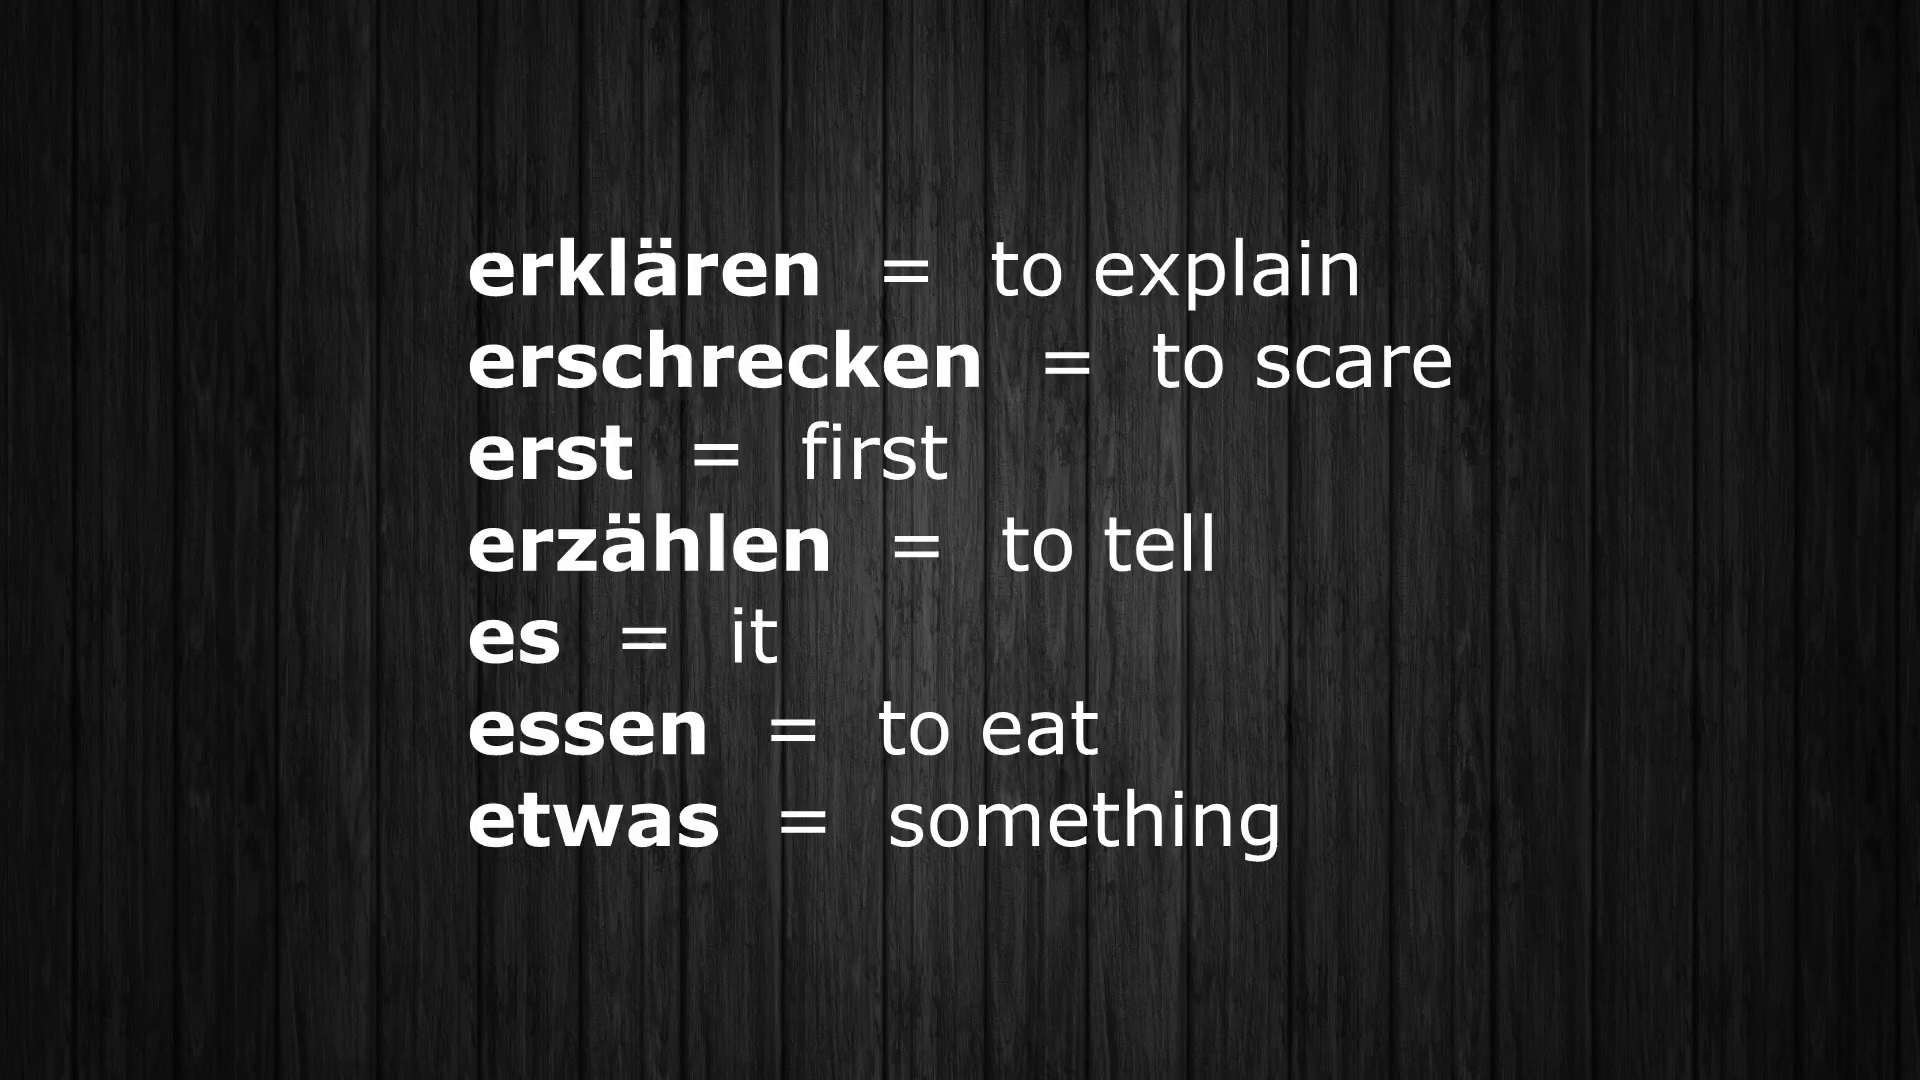 erklären = to explain
erschrecken = to scare
erst = first
erzählen = to tell
es = it
essen = to eat
etwas = something